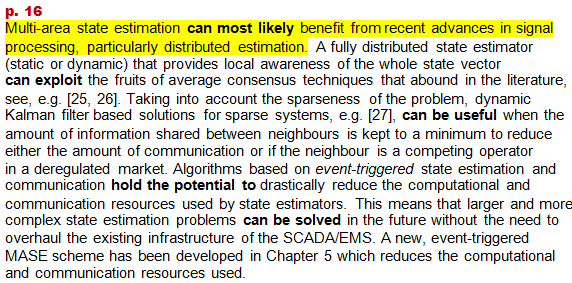 p. 16
Multi-area state estimation can most likely benefit from recent advances in signal
processing, particularly distributed estimation. A fully distributed state estimator
(static or dynamic) that provides local awareness of the whole state vector
can exploit the fruits of average consensus techniques that abound in the literature,
see, e.g. [25, 26]. Taking into account the sparseness of the problem, dynamic
Kalman filter based solutions for sparse systems, e.g. [27], can be useful when the
amount of information shared between neighbours is kept to a minimum to reduce
either the amount of communication or if the neighbour is a competing operator
in a deregulated market. Algorithms based on event-triggered state estimation and
communication hold the potential to drastically reduce the computational and
communication resources used by state estimators. This means that larger and more
complex state estimation problems can be solved in the future without the need to
overhaul the existing infrastructure of the SCADA/EMS. A new, event-triggered
MASE scheme has been developed in Chapter 5 which reduces the computational
and communication resources used.